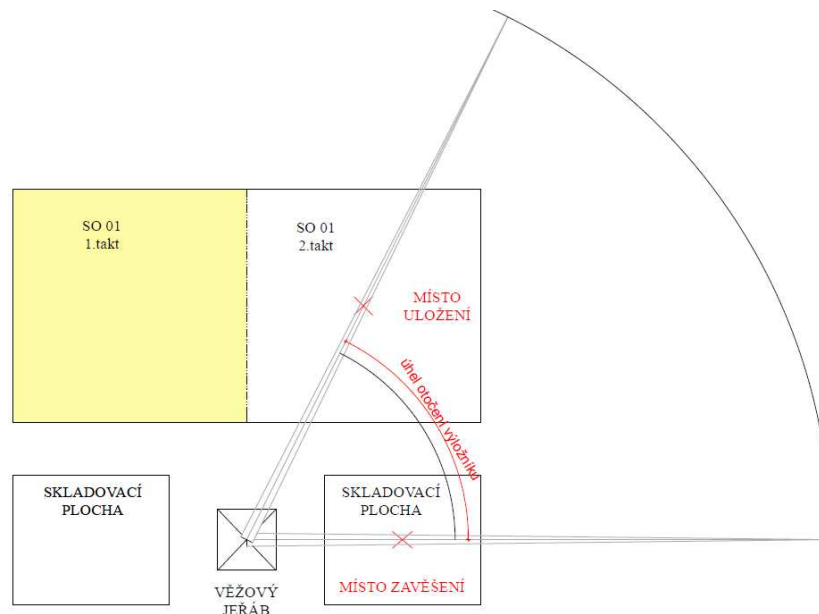 SO 01
1.takt
SO 01
2.takt
MÍSTO
ULOŽENÍ
úhel otočení výložníku
SKLADOVACÍ
PLOCHA
SKLADOVACÍ
PLOCHA
MÍSTO ZAVĚŠENÍ
VĚŽOVÝ
JEŘÁB